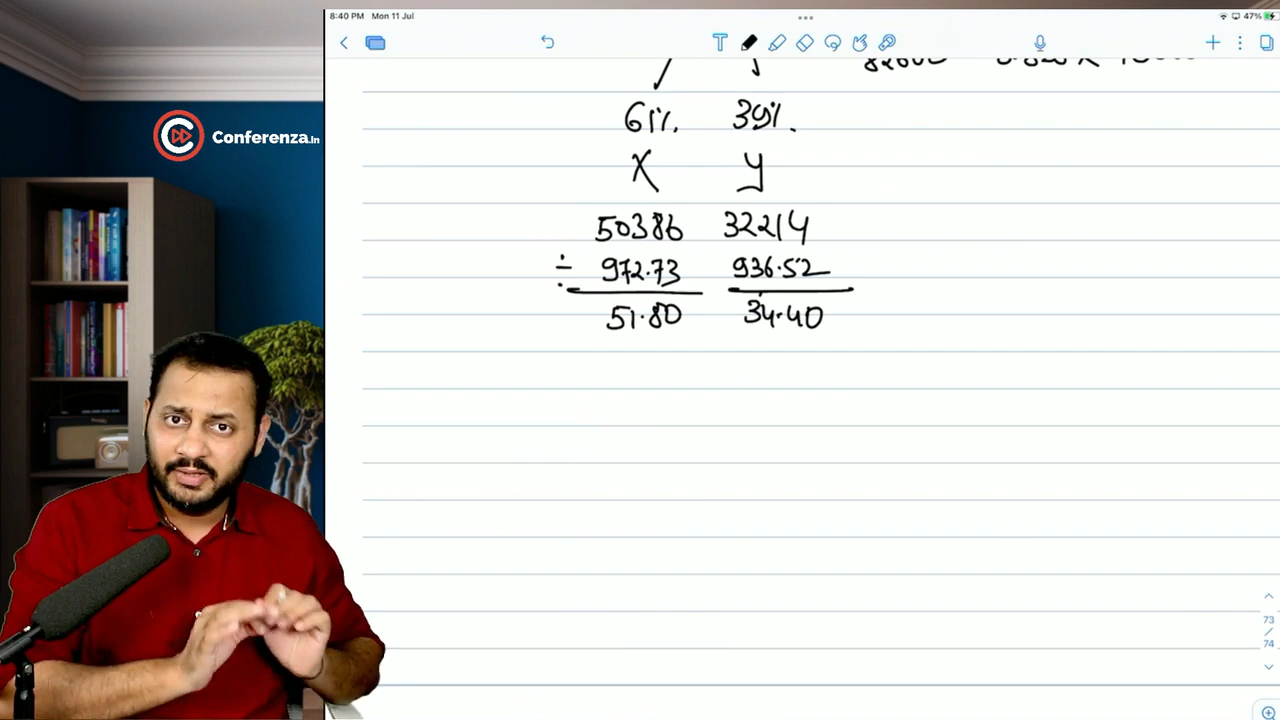 8:40 PM Mon 11 Jul
47%
Conferenza.in
61%. 39%.
X Y
50386 32214
÷ 972.73 936.52
51.80 34.40
73
/
74